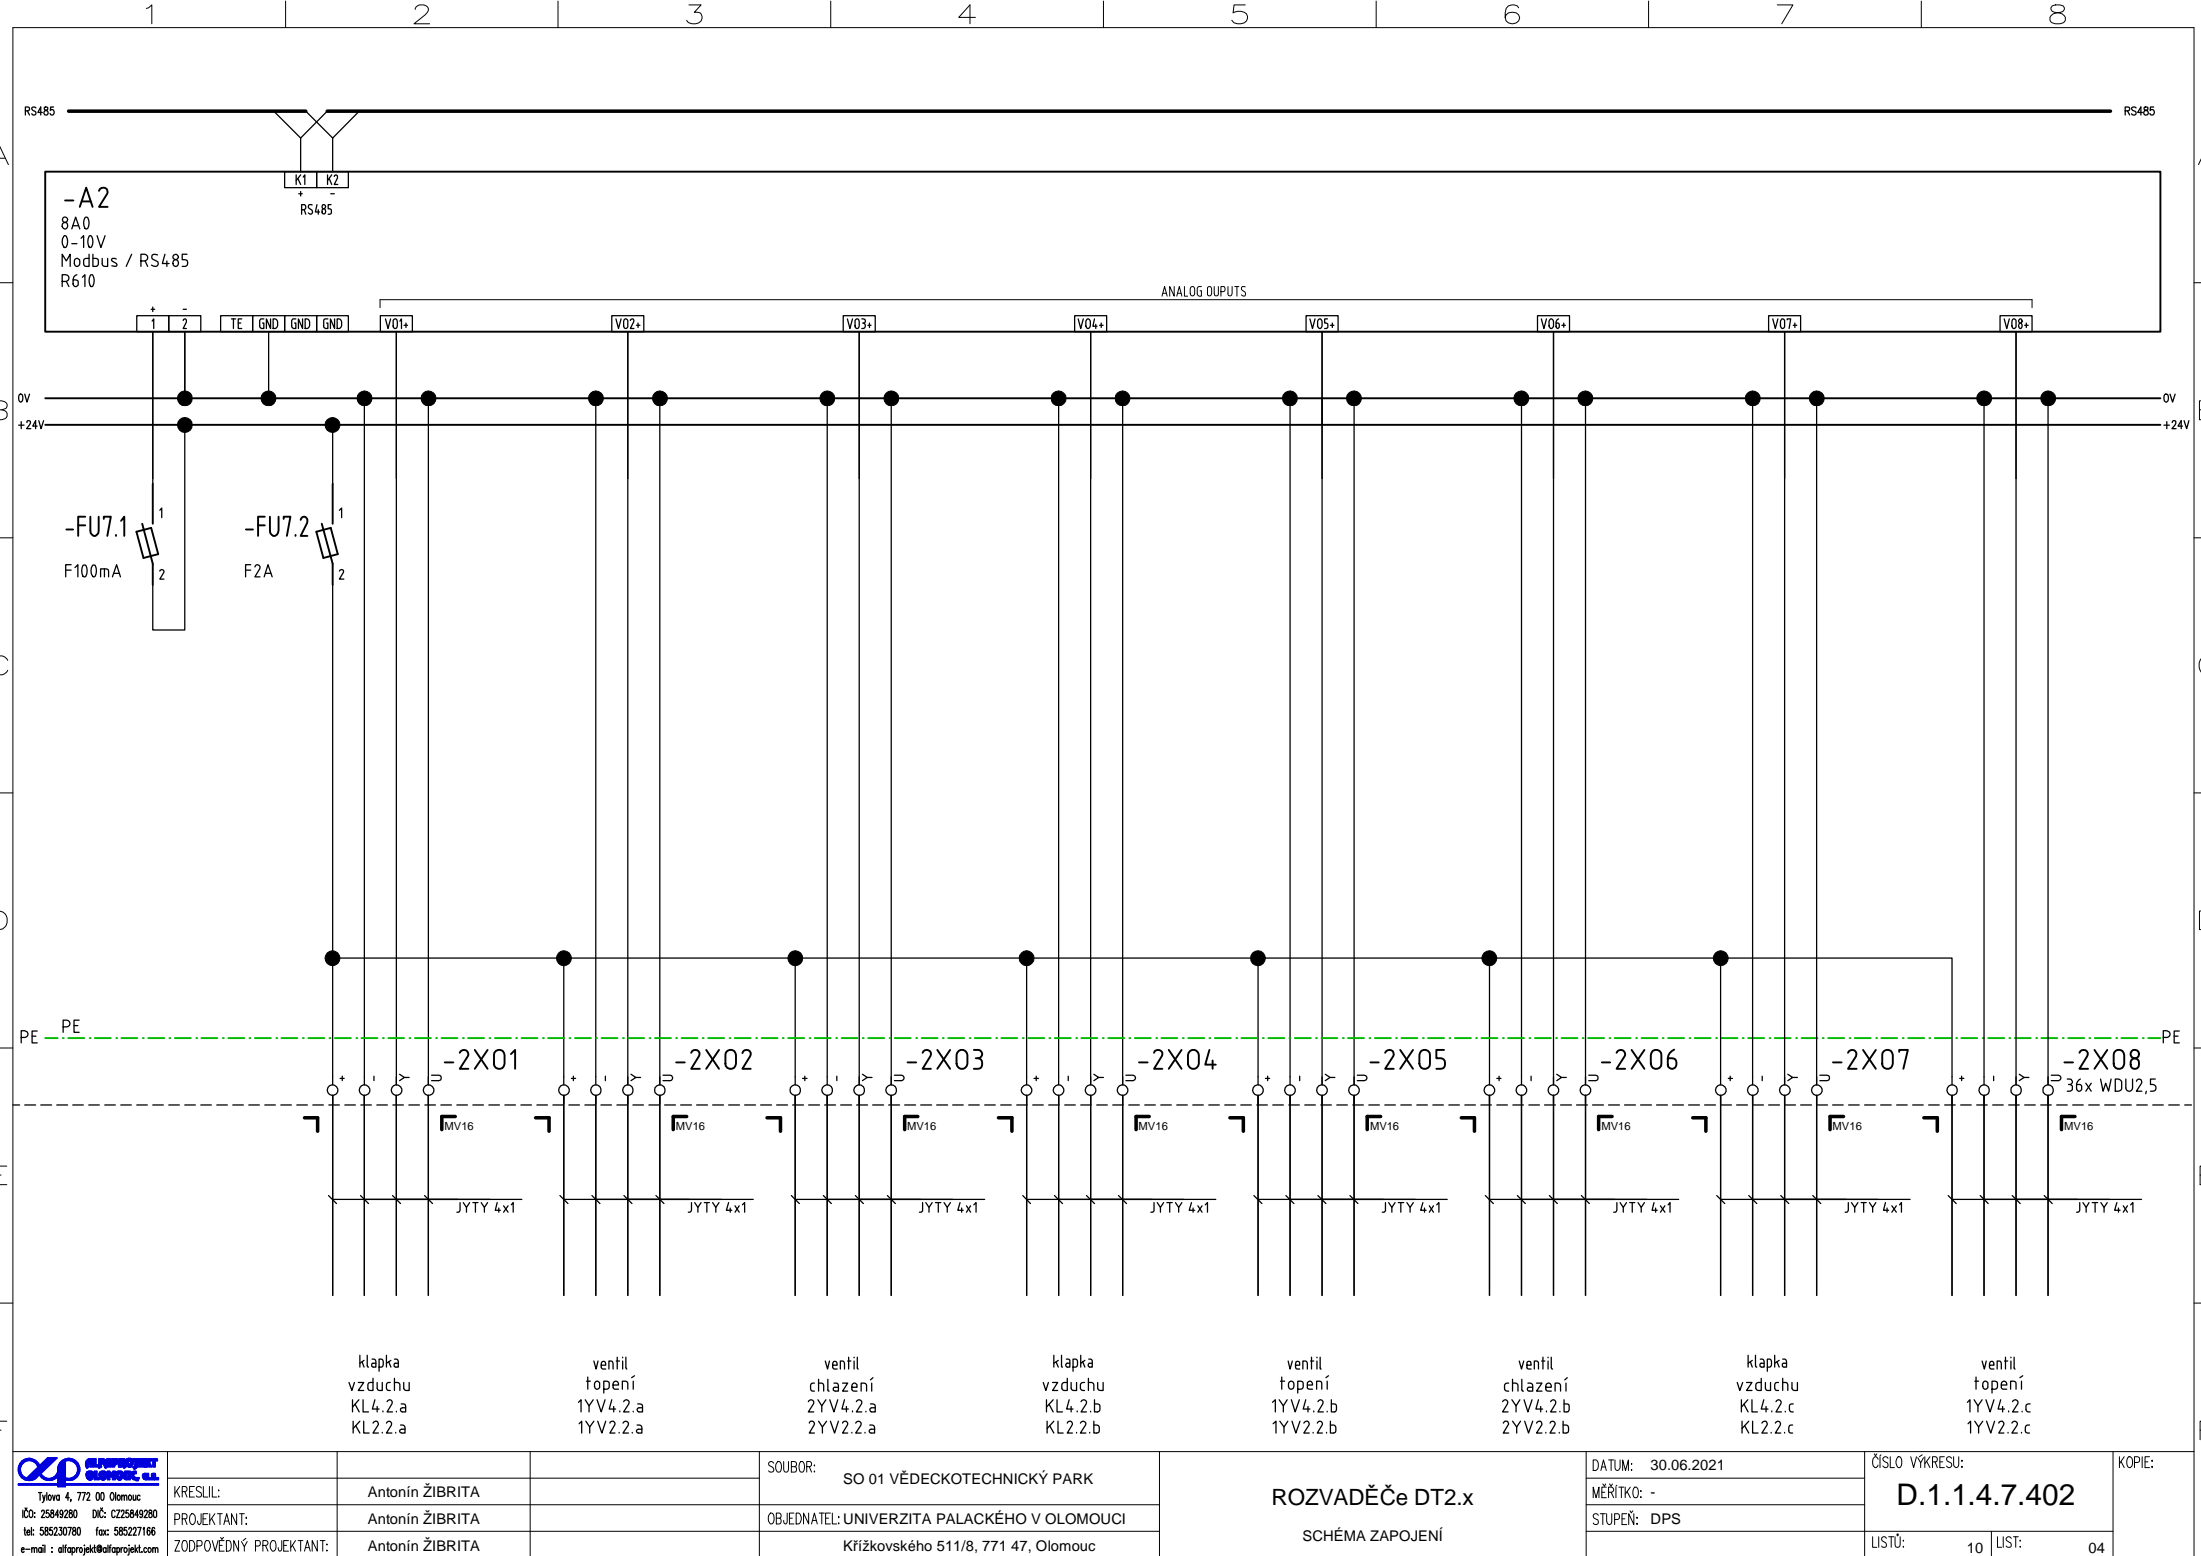 1 2 3 4 5 6 7 8
RS485 RS485
A
K1 K2
+ -
RS485
-A2
8A0
0-10V
Modbus / RS485
R610
ANALOG OUPUTS
+ -
1 2 TE GND GND GND VO1+ VO2+ VO3+ VO4+ VO5+ VO6+ VO7+ VO8+
B
0V 0V
+24V +24V
-FU7.1 1 -FU7.2 1
F100mA 2 F2A 2
C
D
PE PE PE
-2X01 -2X02 -2X03 -2X04 -2X05 -2X06 -2X07 -2X08
36x WDU2,5
+ - Y U + - Y U + - Y U + - Y U + - Y U + - Y U + - Y U + - Y U
MV16 MV16 MV16 MV16 MV16 MV16 MV16 MV16
E
JYTY 4x1 JYTY 4x1 JYTY 4x1 JYTY 4x1 JYTY 4x1 JYTY 4x1 JYTY 4x1 JYTY 4x1
klapka
vzduchu
KL4.2.a
KL2.2.a
ventil
topení
1YV4.2.a
1YV2.2.a
ventil
chlazení
2YV4.2.a
2YV2.2.a
klapka
vzduchu
KL4.2.b
KL2.2.b
ventil
topení
1YV4.2.b
1YV2.2.b
ventil
chlazení
2YV4.2.b
2YV2.2.b
klapka
vzduchu
KL4.2.c
KL2.2.c
ventil
topení
1YV4.2.c
1YV2.2.c
ALFAPROJEKT
OLOMOUC, a.s.
Tylova 4, 772 00 Olomouc
IČO: 25849280 DIČ: CZ25849280
tel: 585230780 fax: 585227166
e-mail : alfaprojekt@alfaprojekt.com
KRESLIL: Antonín ŽIBRITA
PROJEKTANT: Antonín ŽIBRITA
ZODPOVĚDNÝ PROJEKTANT: Antonín ŽIBRITA
SOUBOR: SO 01 VĚDECKOTECHNICKÝ PARK
OBJEDNATEL: UNIVERZITA PALACKÉHO V OLOMOUCI
Křížkovského 511/8, 771 47, Olomouc
ROZVADĚČe DT2.x
SCHÉMA ZAPOJENÍ
DATUM: 30.06.2021
MĚŘÍTKO: -
STUPEŇ: DPS
ČÍSLO VÝKRESU:
D.1.1.4.7.402
LISTŮ: 10 LIST: 04
KOPIE: